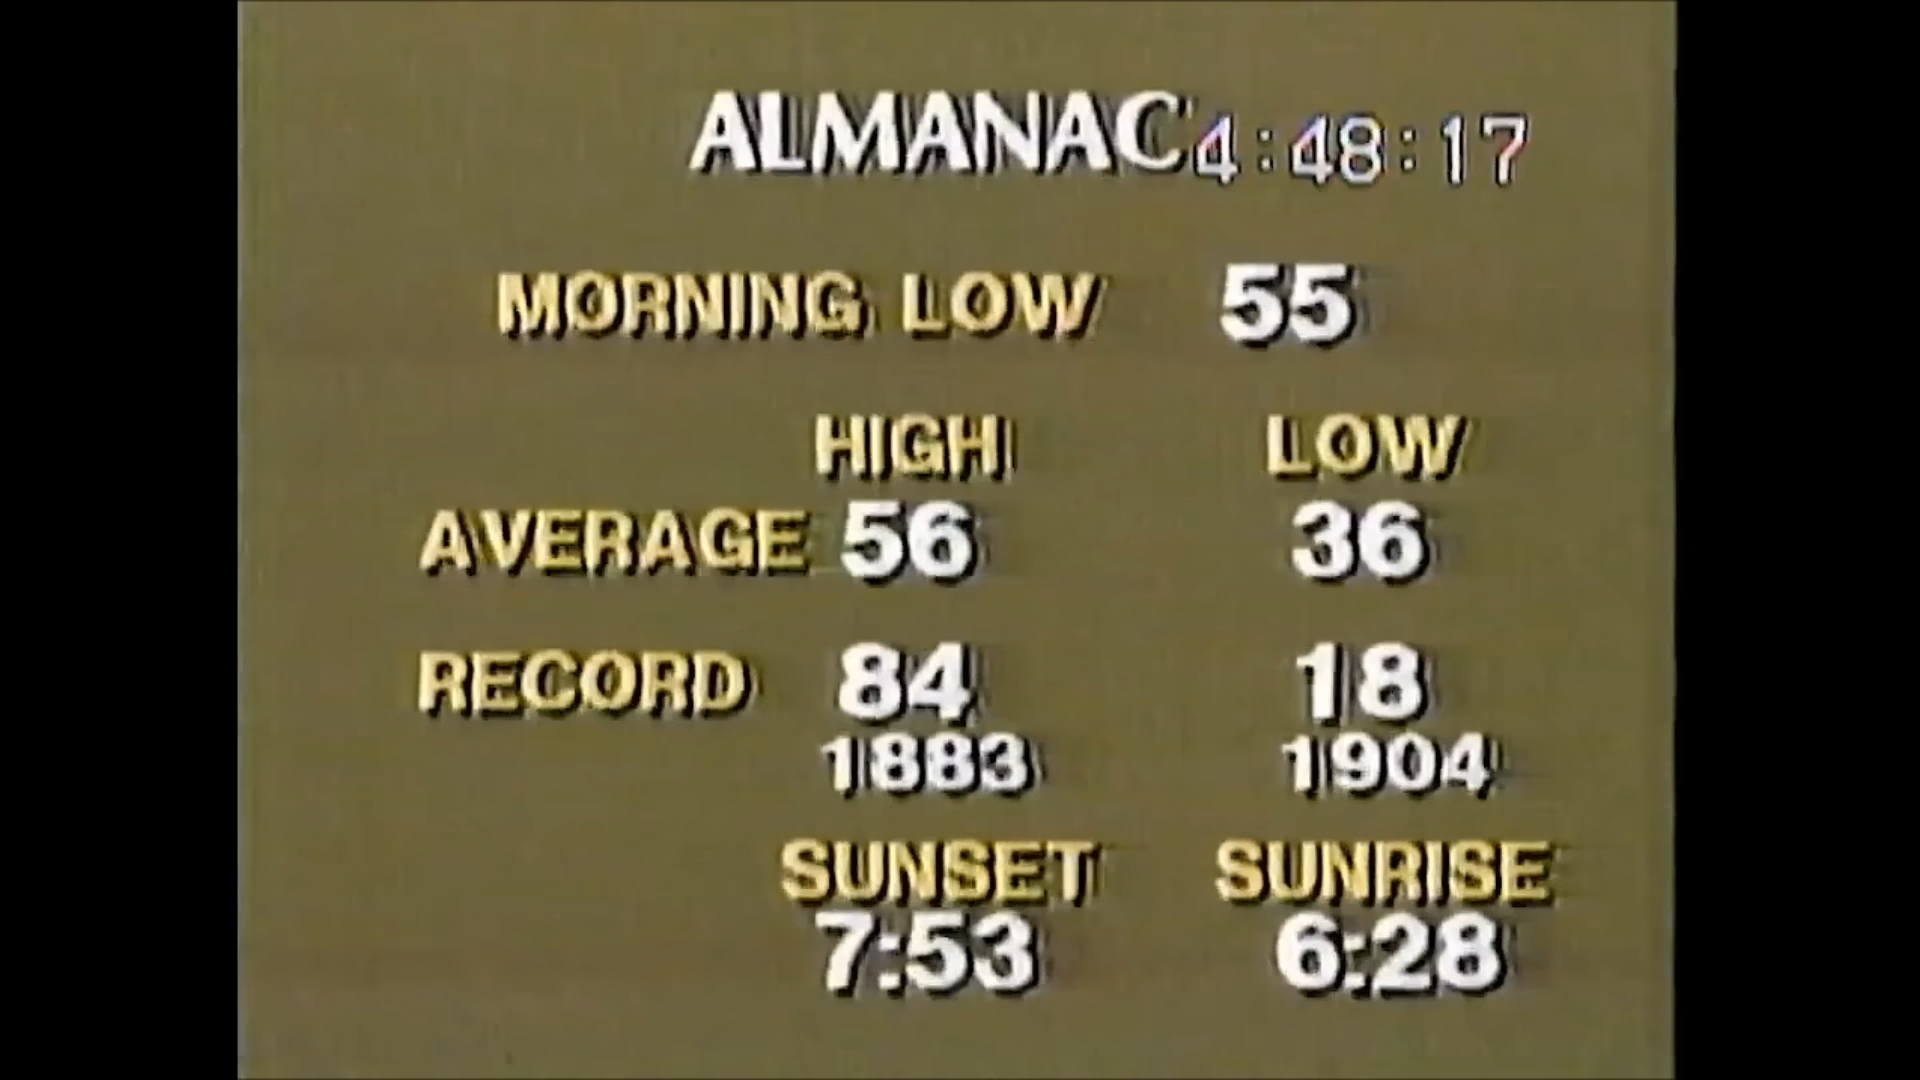 ALMANAC 4:48:17
MORNING LOW 55
HIGH LOW
AVERAGE 56 36
RECORD 84 18
1883 1904
SUNSET SUNRISE
7:53 6:28